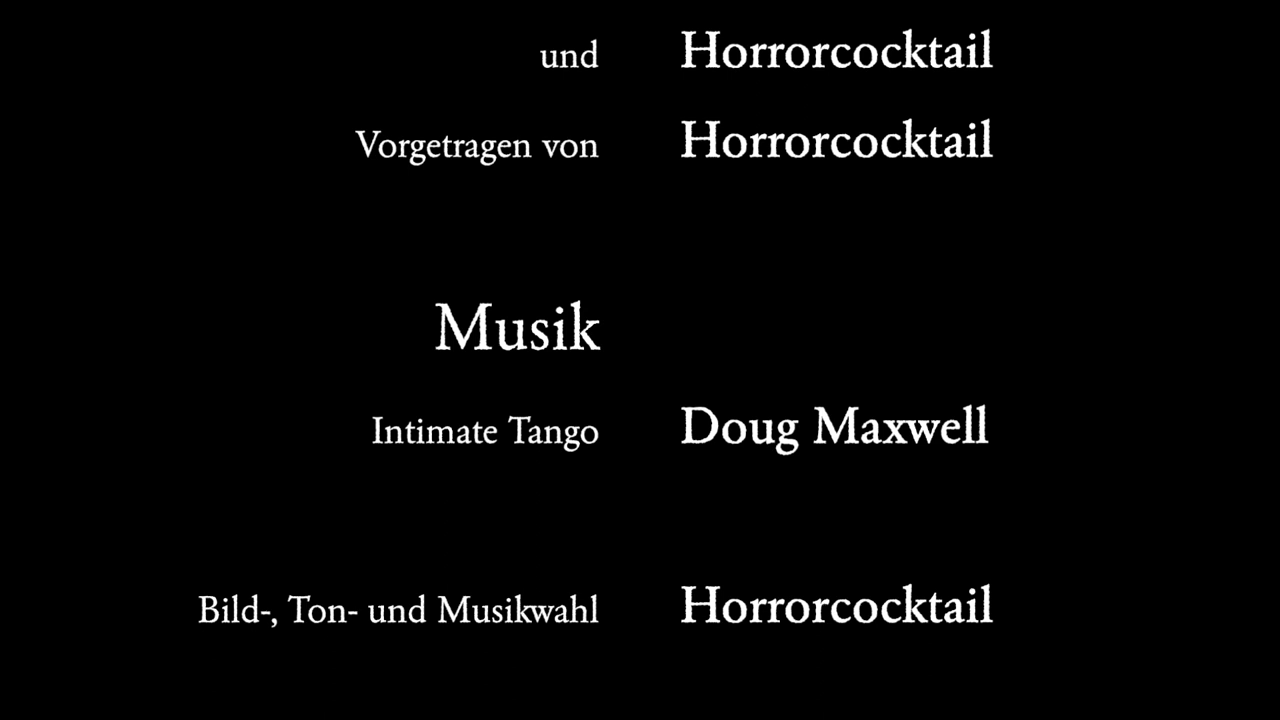 und Horrorcocktail
Vorgetragen von Horrorcocktail
Musik
Intimate Tango Doug Maxwell
Bild-, Ton- und Musikwahl Horrorcocktail